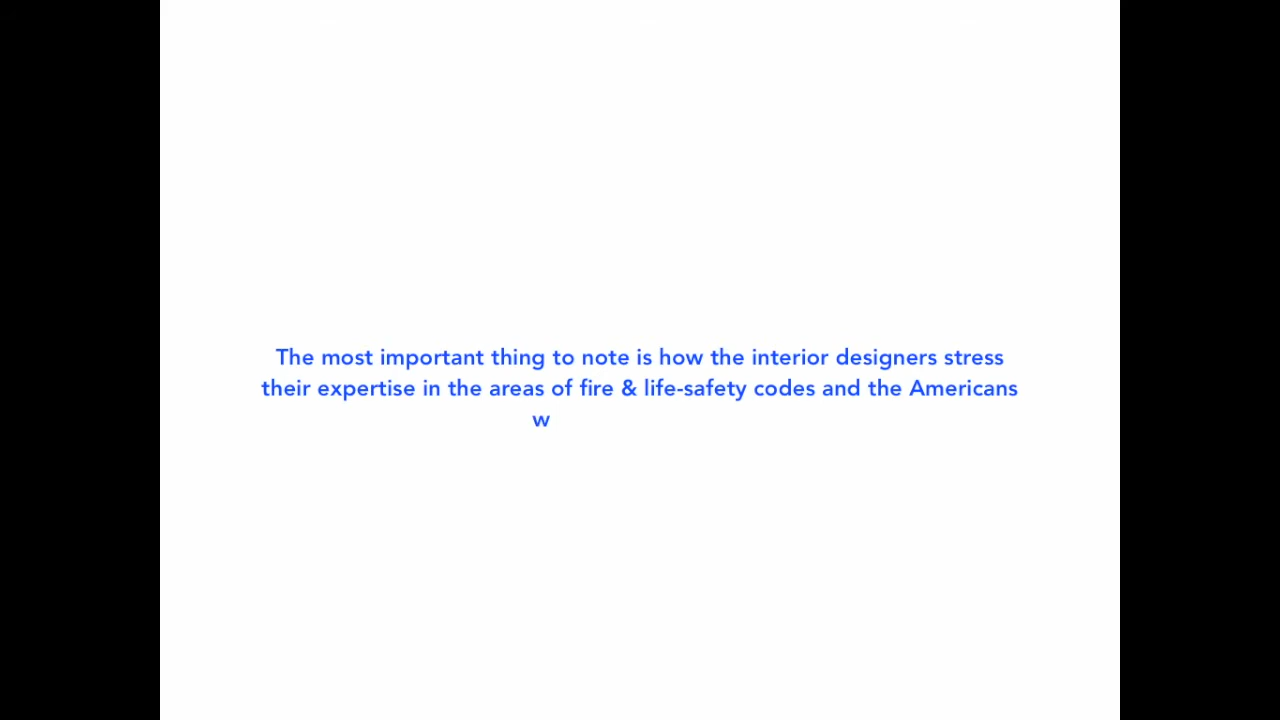 The most important thing to note is how the interior designers stress
their expertise in the areas of fire & life-safety codes and the Americans
w